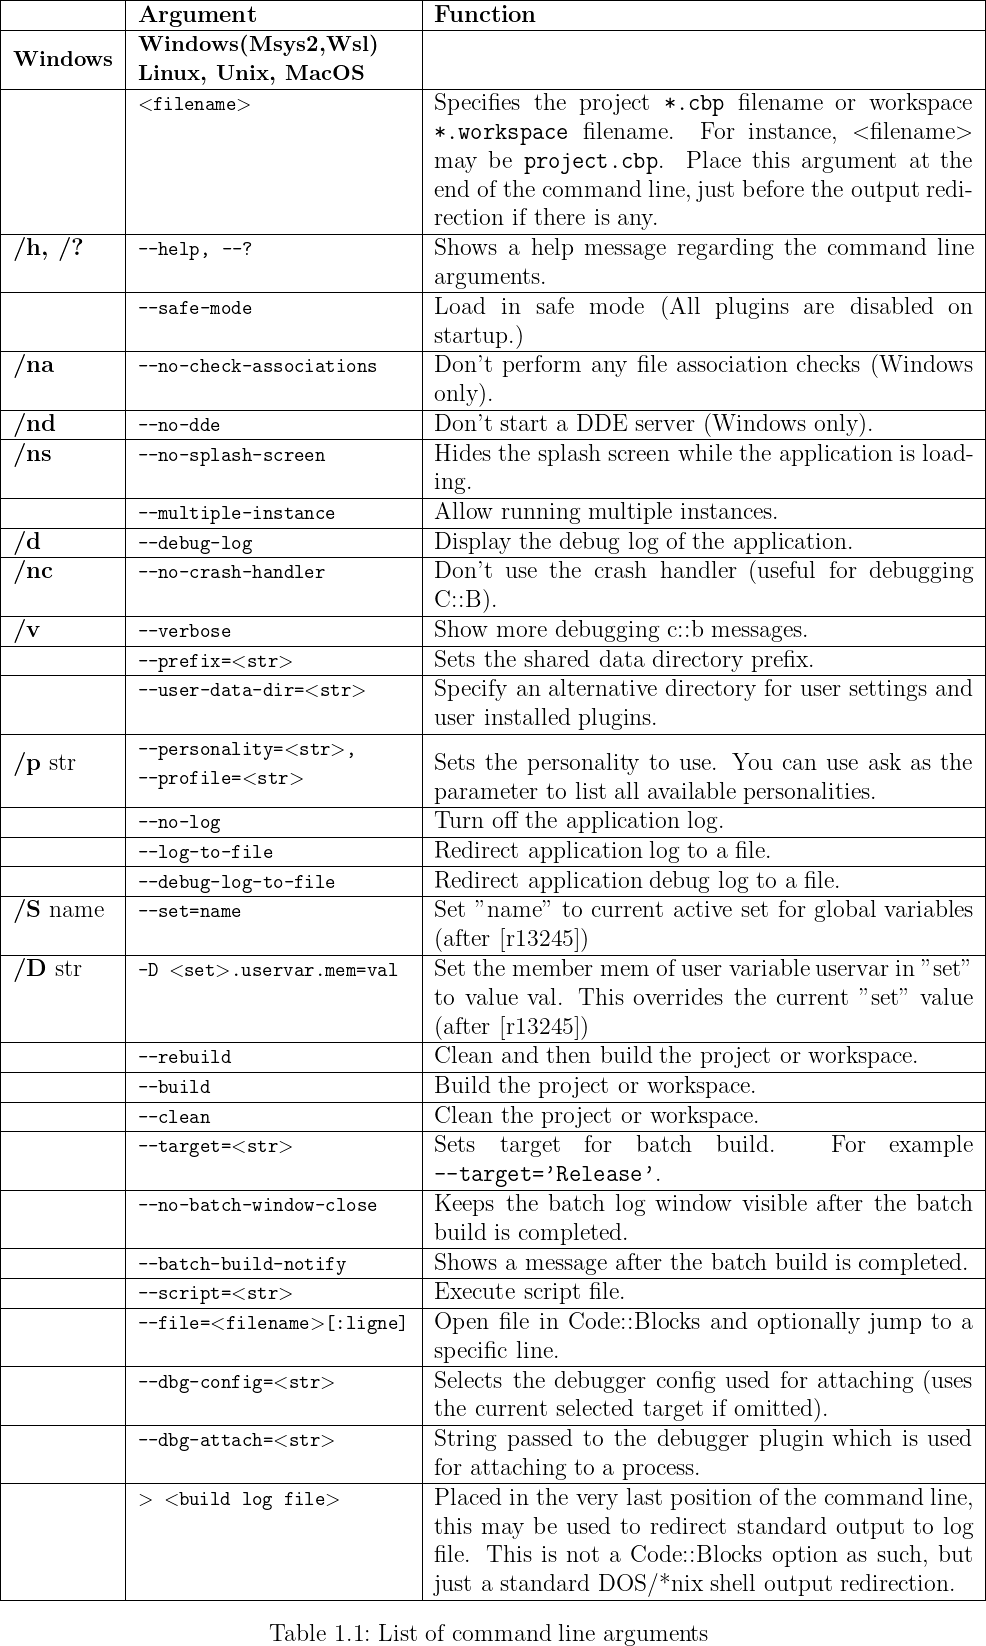 Argument Function
Windows Windows(Msys2,Wsl)
Linux, Unix, MacOS
<filename> Specifies the project *.cbp filename or workspace
*.workspace filename. For instance, <filename>
may be project.cbp. Place this argument at the
end of the command line, just before the output redi-
rection if there is any.
/h, /? --help, --? Shows a help message regarding the command line
arguments.
--safe-mode Load in safe mode (All plugins are disabled on
startup.)
/na --no-check-associations Don't perform any file association checks (Windows
only).
/nd --no-dde Don't start a DDE server (Windows only).
/ns --no-splash-screen Hides the splash screen while the application is load-
ing.
--multiple-instance Allow running multiple instances.
/d --debug-log Display the debug log of the application.
/nc --no-crash-handler Don't use the crash handler (useful for debugging
C::B).
/v --verbose Show more debugging c::b messages.
--prefix=<str> Sets the shared data directory prefix.
--user-data-dir=<str> Specify an alternative directory for user settings and
user installed plugins.
/p str --personality=<str>,
--profile=<str> Sets the personality to use. You can use ask as the
parameter to list all available personalities.
--no-log Turn off the application log.
--log-to-file Redirect application log to a file.
--debug-log-to-file Redirect application debug log to a file.
/S name --set=name Set "name" to current active set for global variables
(after [r13245])
/D str -D <set>.uservar.mem=val Set the member mem of user variable uservar in "set"
to value val. This overrides the current "set" value
(after [r13245])
--rebuild Clean and then build the project or workspace.
--build Build the project or workspace.
--clean Clean the project or workspace.
--target=<str> Sets target for batch build. For example
--target='Release'.
--no-batch-window-close Keeps the batch log window visible after the batch
build is completed.
--batch-build-notify Shows a message after the batch build is completed.
--script=<str> Execute script file.
--file=<filename>[:ligne] Open file in Code::Blocks and optionally jump to a
specific line.
--dbg-config=<str> Selects the debugger config used for attaching (uses
the current selected target if omitted).
--dbg-attach=<str> String passed to the debugger plugin which is used
for attaching to a process.
> <build log file> Placed in the very last position of the command line,
this may be used to redirect standard output to log
file. This is not a Code::Blocks option as such, but
just a standard DOS/*nix shell output redirection.
Table 1.1: List of command line arguments